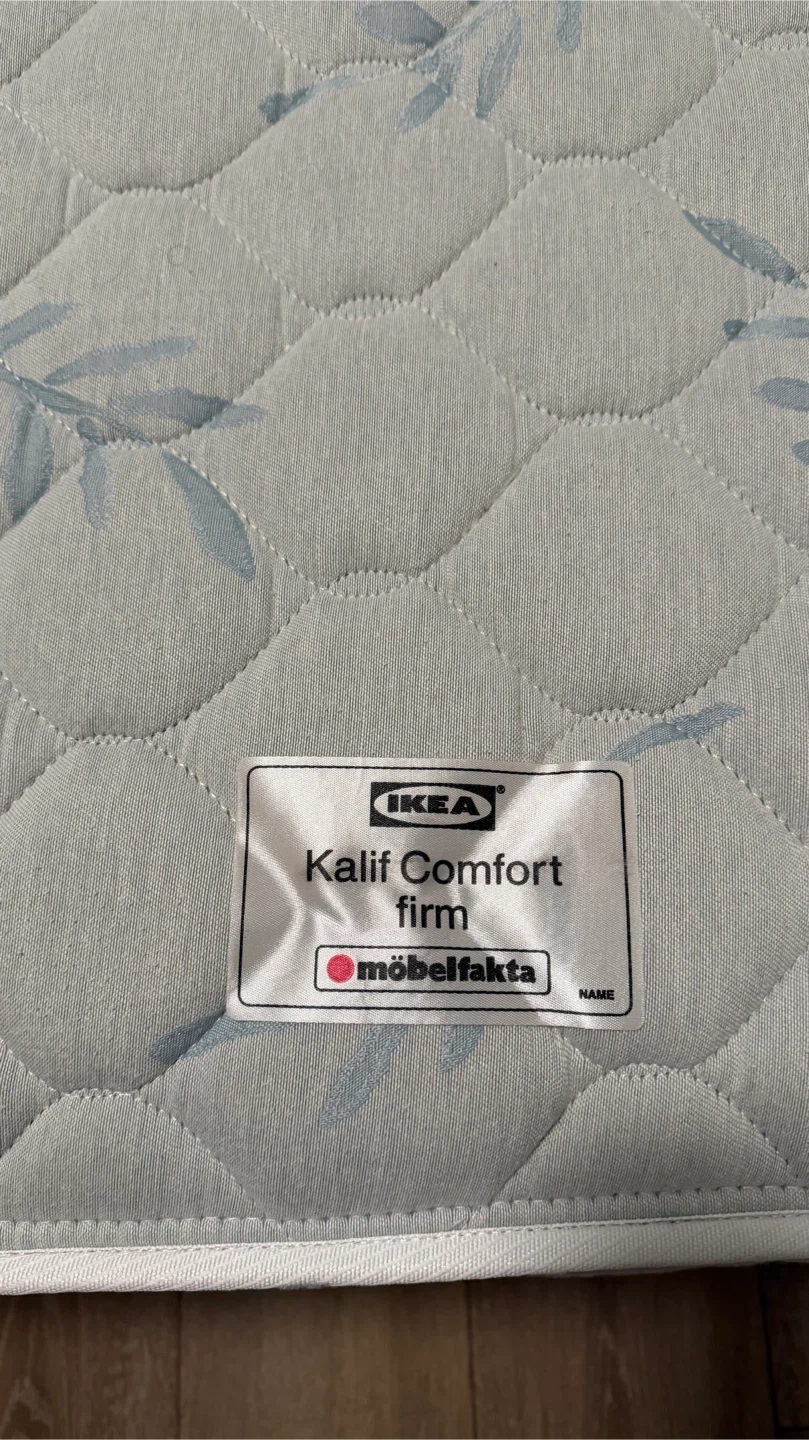 IKEA®
Kalif Comfort
firm
möbelfakta
NAME